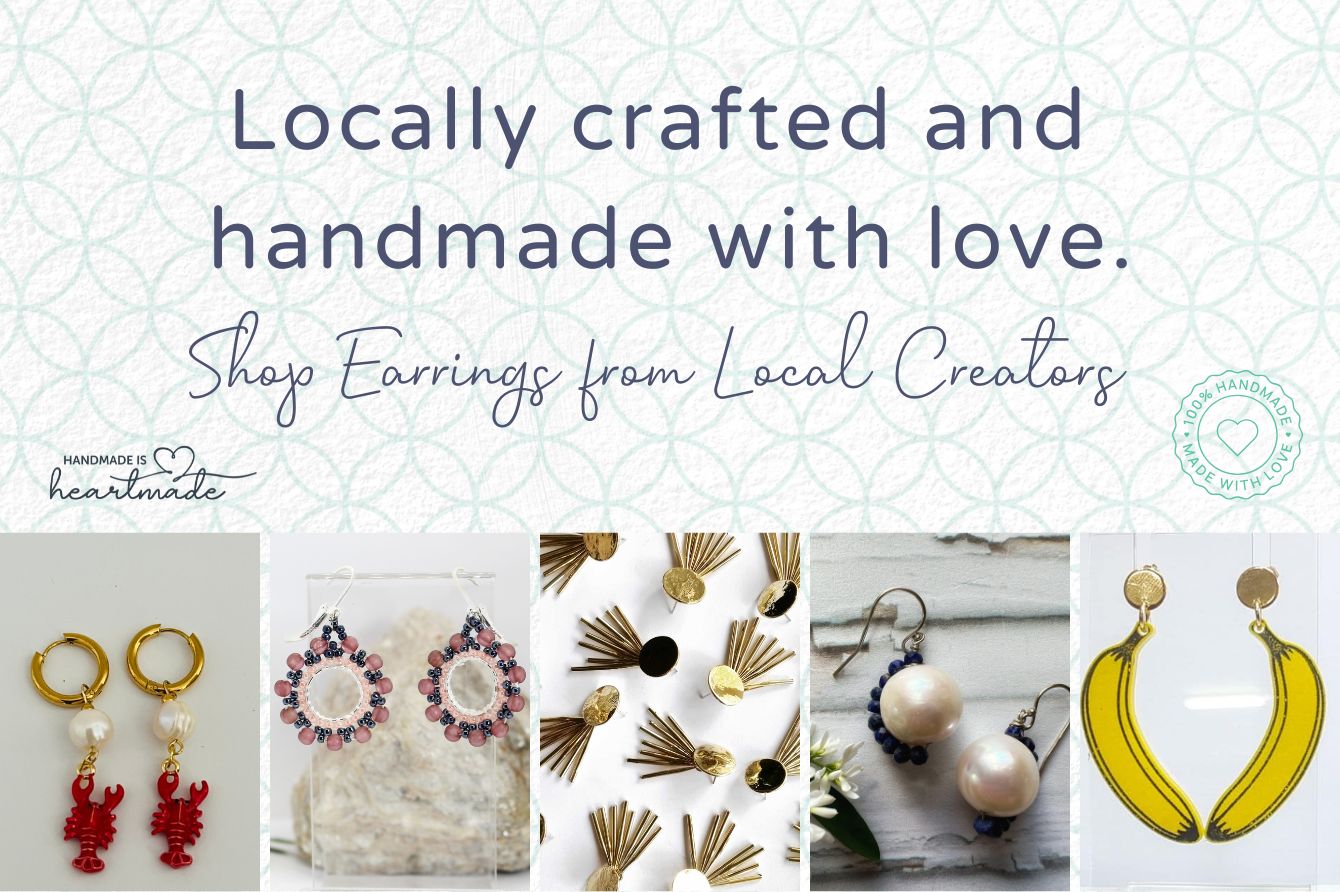 Locally crafted and
handmade with love.
Shop Earrings from Local Creators
HANDMADE IS
heartmade
100% HANDMADE
MADE WITH LOVE